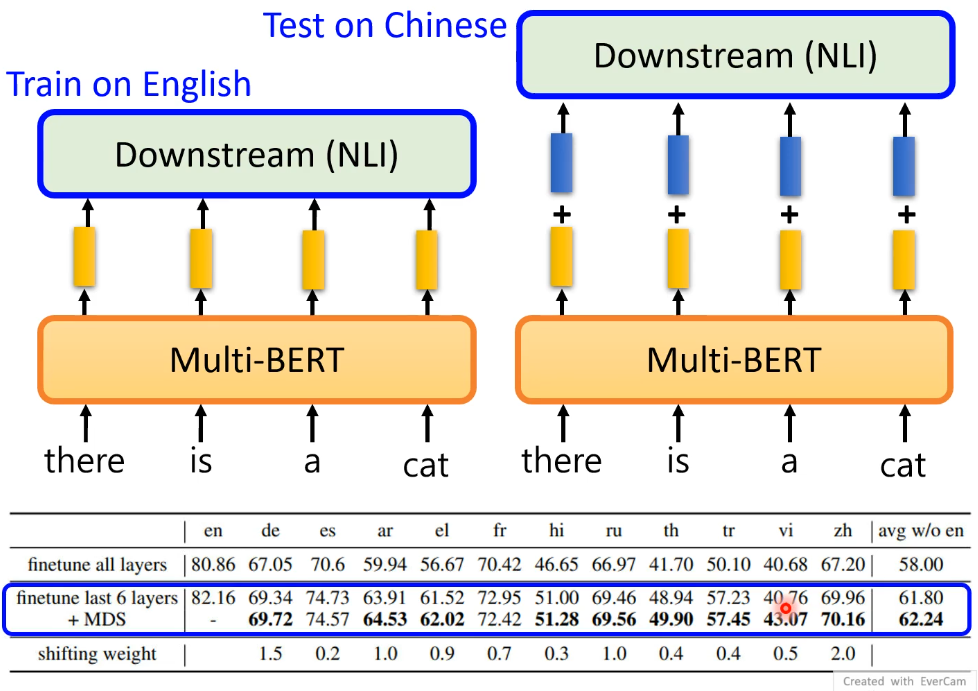 Test on Chinese
Train on English
Downstream (NLI)
Downstream (NLI)
+ + + +
Multi-BERT
Multi-BERT
there is a cat
there is a cat
en de es ar el fr hi ru th tr vi zh avg w/o en
finetune all layers 80.86 67.05 70.6 59.94 56.67 70.42 46.65 66.97 41.70 50.10 40.68 67.20 58.00
finetune last 6 layers 82.16 69.34 74.73 63.91 61.52 72.95 51.00 69.46 48.94 57.23 40.76 69.96 61.80
+ MDS - 69.72 74.57 64.53 62.02 72.42 51.28 69.56 49.90 57.45 43.07 70.16 62.24
shifting weight 1.5 0.2 1.0 0.9 0.7 0.3 1.0 0.4 0.4 0.5 2.0
Created with EverCam